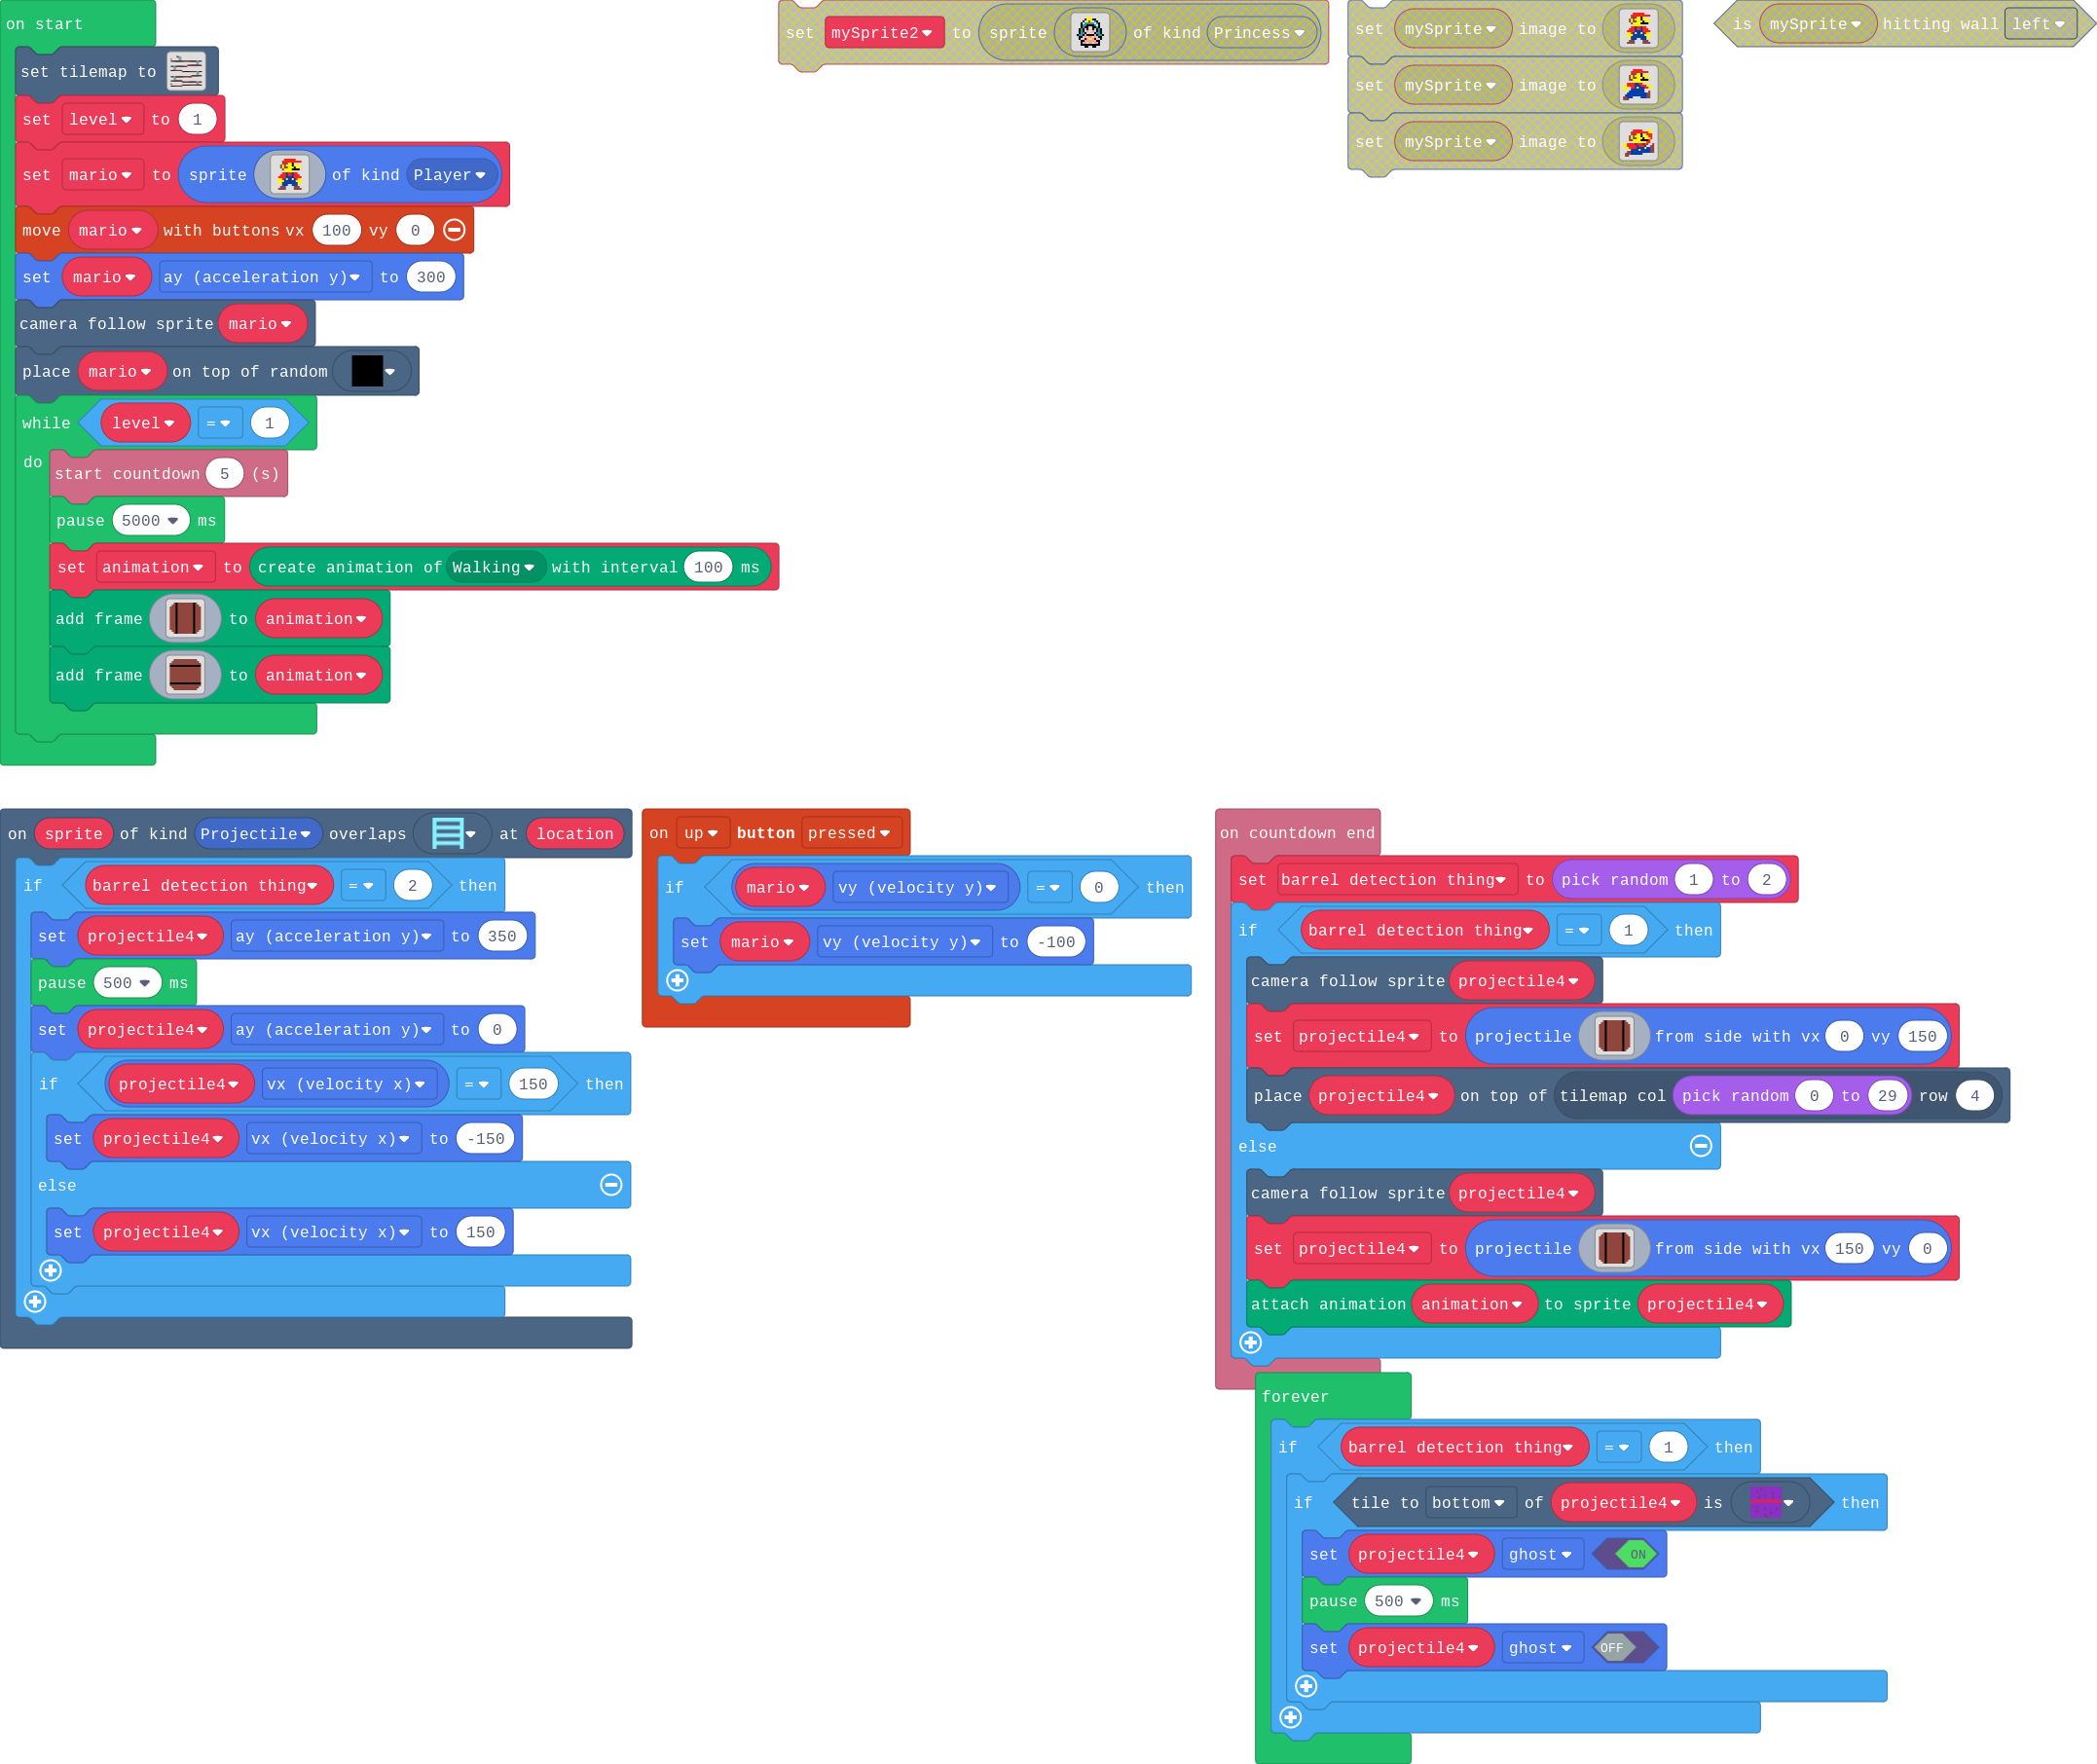 on start
set tilemap to
set level to 1
set mario to sprite of kind Player
move mario with buttons vx 100 vy 0
set mario ay (acceleration y) to 300
camera follow sprite mario
place mario on top of random
while level = 1
do
start countdown 5 (s)
pause 5000 ms
set animation to create animation of Walking with interval 100 ms
add frame to animation
add frame to animation
set mySprite2 to sprite of kind Princess
set mySprite image to
set mySprite image to
set mySprite image to
is mySprite hitting wall left
on sprite of kind Projectile overlaps at location
if barrel detection thing = 2 then
set projectile4 ay (acceleration y) to 350
pause 500 ms
set projectile4 ay (acceleration y) to 0
if projectile4 vx (velocity x) = 150 then
set projectile4 vx (velocity x) to -150
else
set projectile4 vx (velocity x) to 150
on up button pressed
if mario vy (velocity y) = 0 then
set mario vy (velocity y) to -100
on countdown end
set barrel detection thing to pick random 1 to 2
if barrel detection thing = 1 then
camera follow sprite projectile4
set projectile4 to projectile from side with vx 0 vy 150
place projectile4 on top of tilemap col pick random 0 to 29 row 4
else
camera follow sprite projectile4
set projectile4 to projectile from side with vx 150 vy 0
attach animation animation to sprite projectile4
forever
if barrel detection thing = 1 then
if tile to bottom of projectile4 is then
set projectile4 ghost ON
pause 500 ms
set projectile4 ghost OFF